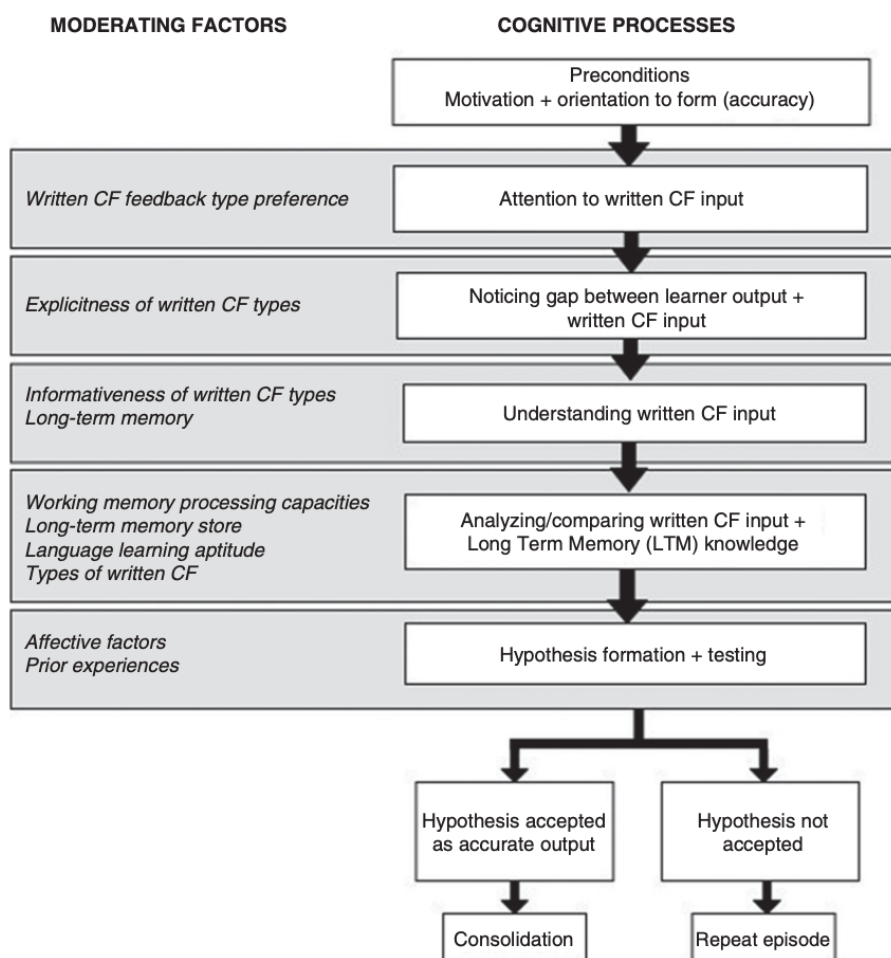 MODERATING FACTORS
COGNITIVE PROCESSES
Preconditions
Motivation + orientation to form (accuracy)
Written CF feedback type preference
Attention to written CF input
Explicitness of written CF types
Noticing gap between learner output +
written CF input
Informativeness of written CF types
Long-term memory
Understanding written CF input
Working memory processing capacities
Long-term memory store
Language learning aptitude
Types of written CF
Analyzing/comparing written CF input +
Long Term Memory (LTM) knowledge
Affective factors
Prior experiences
Hypothesis formation + testing
Hypothesis accepted
as accurate output
Hypothesis not
accepted
Consolidation
Repeat episode